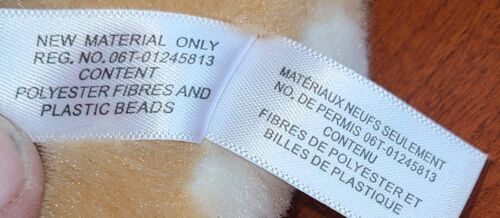 NEW MATERIAL ONLY
REG. NO. 06T-01245813
CONTENT
POLYESTER FIBRES AND
PLASTIC BEADS
MATÉRIAUX NEUFS SEULEMENT
NO. DE PERMIS 06T-01245813
CONTENU
FIBRES DE POLYESTER ET
BILLES DE PLASTIQUE